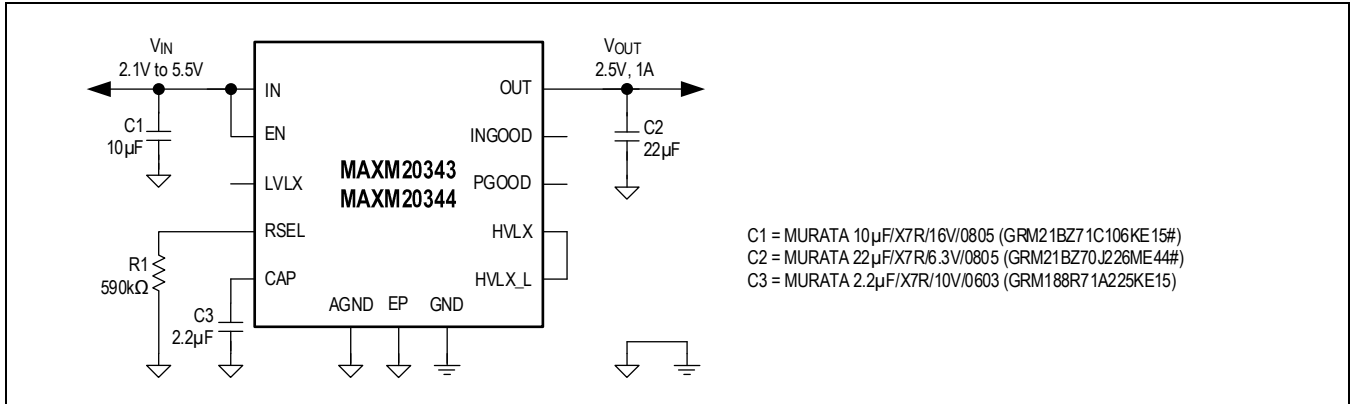 VIN
2.1V to 5.5V
VOUT
2.5V, 1A
IN
OUT
C1
10µF
EN
INGOOD
C2
22µF
MAXM20343
MAXM20344
LVLX
PGOOD
RSEL
HVLX
R1
590kΩ
CAP
HVLX_L
C3
2.2µF
AGND
EP
GND
C1 = MURATA 10µF/X7R/16V/0805 (GRM21BZ71C106KE15#)
C2 = MURATA 22µF/X7R/6.3V/0805 (GRM21BZ70J226ME44#)
C3 = MURATA 2.2µF/X7R/10V/0603 (GRM188R71A225KE15)